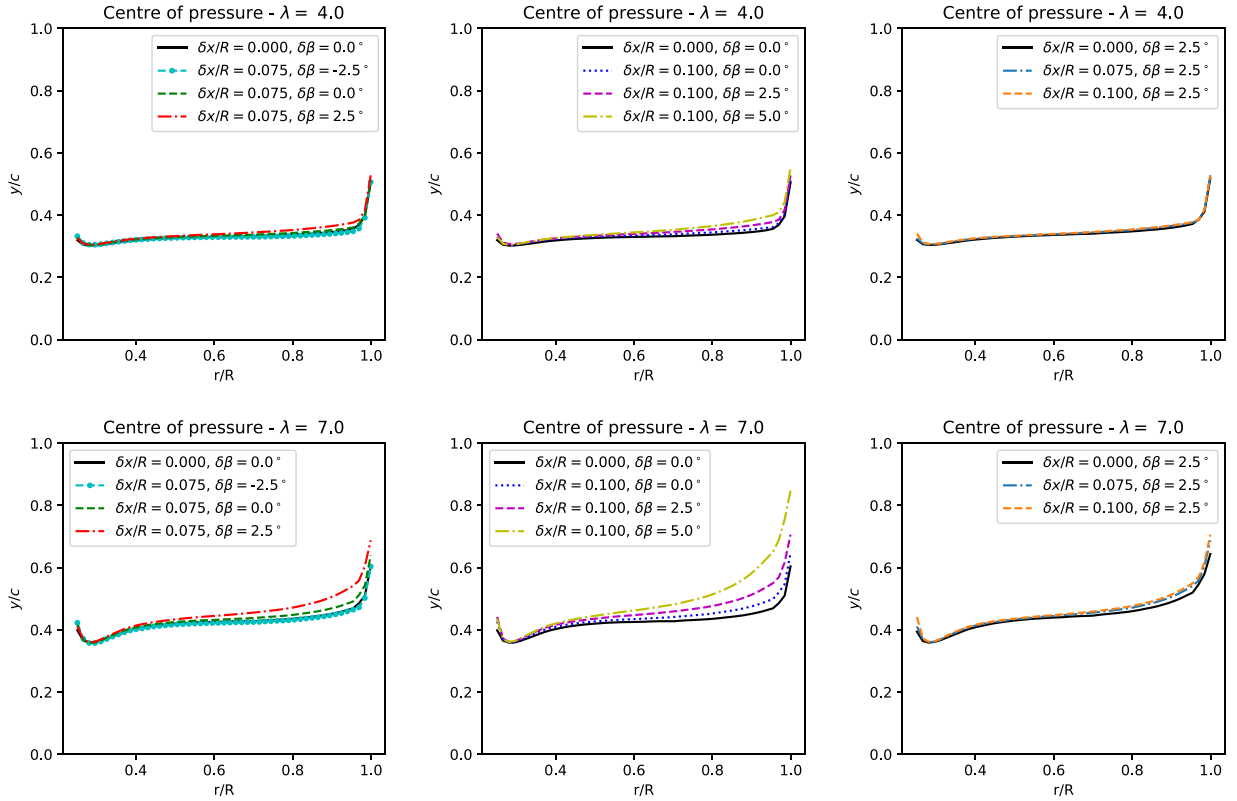 Centre of pressure - λ = 4.0
1.0
0.8
0.6
0.4
0.2
0.0
y/c
δx/R = 0.000, δβ = 0.0°
δx/R = 0.075, δβ = -2.5°
δx/R = 0.075, δβ = 0.0°
δx/R = 0.075, δβ = 2.5°
0.4
0.6
0.8
1.0
r/R
Centre of pressure - λ = 4.0
1.0
0.8
0.6
0.4
0.2
0.0
y/c
δx/R = 0.000, δβ = 0.0°
δx/R = 0.100, δβ = 0.0°
δx/R = 0.100, δβ = 2.5°
δx/R = 0.100, δβ = 5.0°
0.4
0.6
0.8
1.0
r/R
Centre of pressure - λ = 4.0
1.0
0.8
0.6
0.4
0.2
0.0
y/c
δx/R = 0.000, δβ = 2.5°
δx/R = 0.075, δβ = 2.5°
δx/R = 0.100, δβ = 2.5°
0.4
0.6
0.8
1.0
r/R
Centre of pressure - λ = 7.0
1.0
0.8
0.6
0.4
0.2
0.0
y/c
δx/R = 0.000, δβ = 0.0°
δx/R = 0.075, δβ = -2.5°
δx/R = 0.075, δβ = 0.0°
δx/R = 0.075, δβ = 2.5°
0.4
0.6
0.8
1.0
r/R
Centre of pressure - λ = 7.0
1.0
0.8
0.6
0.4
0.2
0.0
y/c
δx/R = 0.000, δβ = 0.0°
δx/R = 0.100, δβ = 0.0°
δx/R = 0.100, δβ = 2.5°
δx/R = 0.100, δβ = 5.0°
0.4
0.6
0.8
1.0
r/R
Centre of pressure - λ = 7.0
1.0
0.8
0.6
0.4
0.2
0.0
y/c
δx/R = 0.000, δβ = 2.5°
δx/R = 0.075, δβ = 2.5°
δx/R = 0.100, δβ = 2.5°
0.4
0.6
0.8
1.0
r/R